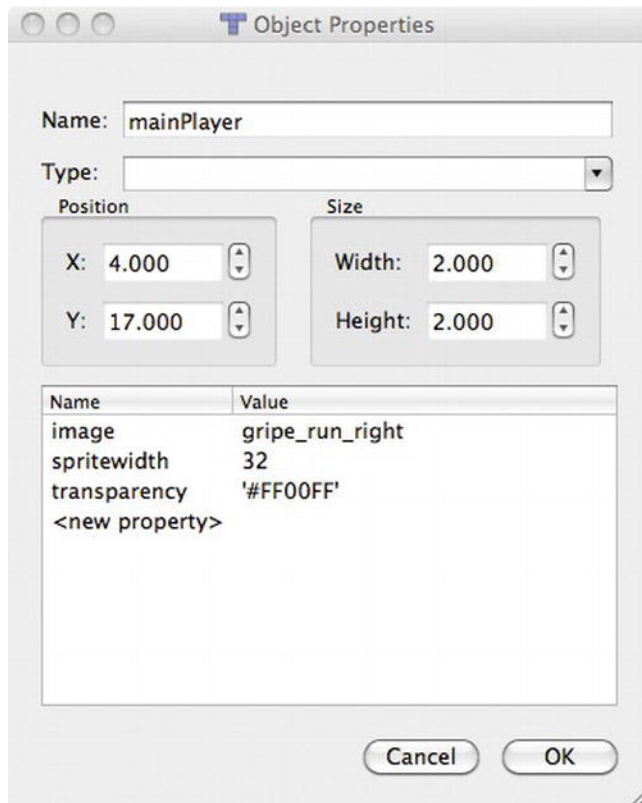 Object Properties
Name: mainPlayer
Type:
Position
X: 4.000
Y: 17.000
Size
Width: 2.000
Height: 2.000
Name Value
image gripe_run_right
spritewidth 32
transparency '#FF00FF'
<new property>
Cancel OK